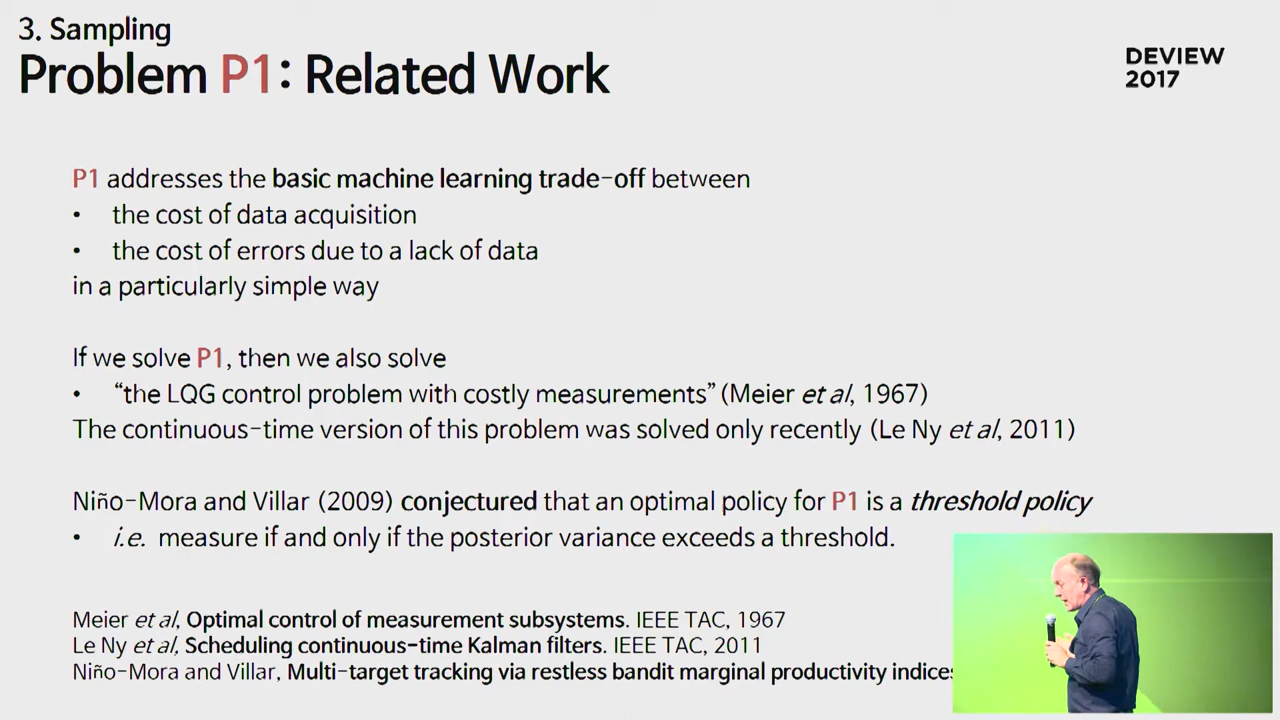 3. Sampling
Problem P1: Related Work
DEVIEW
2017
P1 addresses the basic machine learning trade-off between
• the cost of data acquisition
• the cost of errors due to a lack of data
in a particularly simple way
If we solve P1, then we also solve
• “the LQG control problem with costly measurements” (Meier et al, 1967)
The continuous-time version of this problem was solved only recently (Le Ny et al, 2011)
Niño-Mora and Villar (2009) conjectured that an optimal policy for P1 is a threshold policy
• i.e. measure if and only if the posterior variance exceeds a threshold.
Meier et al, Optimal control of measurement subsystems. IEEE TAC, 1967
Le Ny et al, Scheduling continuous-time Kalman filters. IEEE TAC, 2011
Niño-Mora and Villar, Multi-target tracking via restless bandit marginal productivity indices